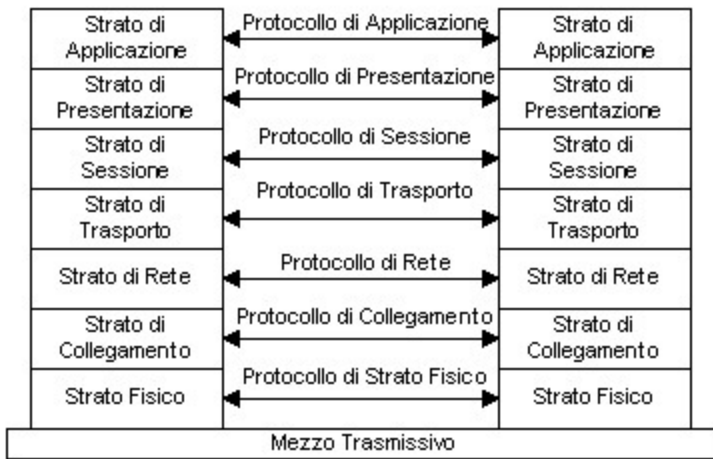 Strato di
Applicazione
Protocollo di Applicazione
Strato di
Applicazione
Strato di
Presentazione
Protocollo di Presentazione
Strato di
Presentazione
Strato di
Sessione
Protocollo di Sessione
Strato di
Sessione
Strato di
Trasporto
Protocollo di Trasporto
Strato di
Trasporto
Strato di Rete
Protocollo di Rete
Strato di Rete
Strato di
Collegamento
Protocollo di Collegamento
Strato di
Collegamento
Strato Fisico
Protocollo di Strato Fisico
Strato Fisico
Mezzo Trasmissivo